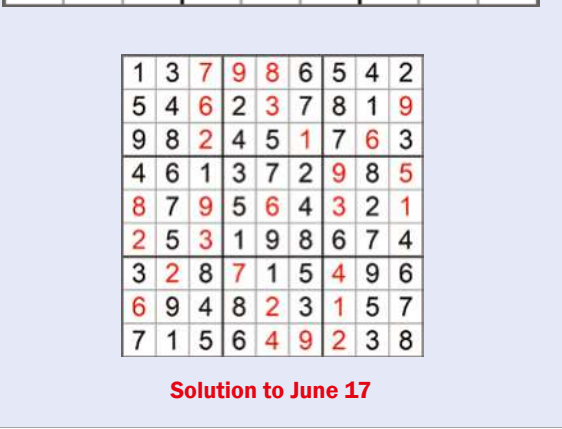 1 3 7 9 8 6 5 4 2
5 4 6 2 3 7 8 1 9
9 8 2 4 5 1 7 6 3
4 6 1 3 7 2 9 8 5
8 7 9 5 6 4 3 2 1
2 5 3 1 9 8 6 7 4
3 2 8 7 1 5 4 9 6
6 9 4 8 2 3 1 5 7
7 1 5 6 4 9 2 3 8
Solution to June 17